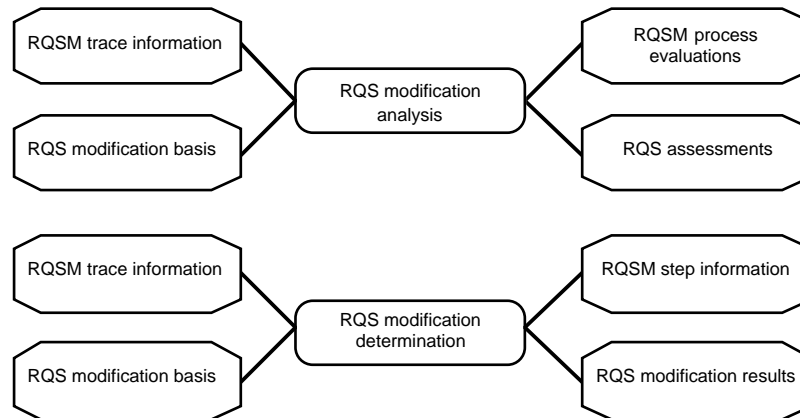 RQSM trace information
RQS modification basis
RQS modification
analysis
RQSM process
evaluations
RQS assessments
RQSM trace information
RQS modification basis
RQS modification
determination
RQSM step information
RQS modification results